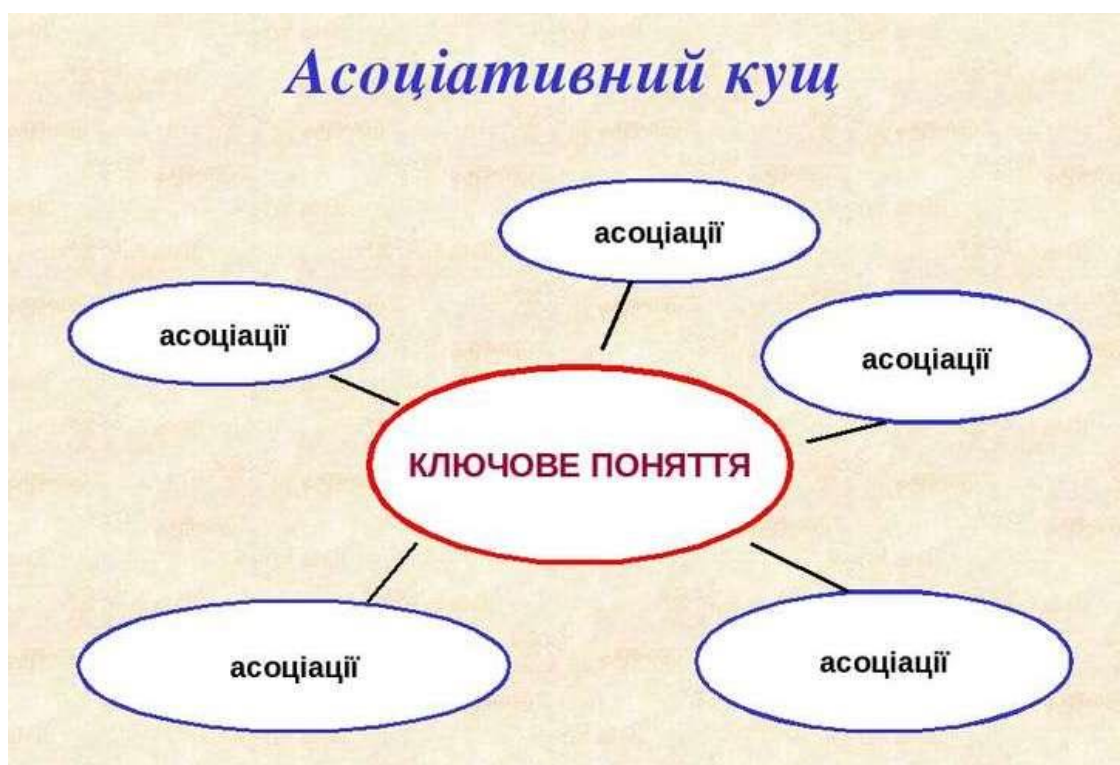 Асоціативний кущ
асоціації
асоціації
асоціації
КЛЮЧОВЕ ПОНЯТТЯ
асоціації
асоціації